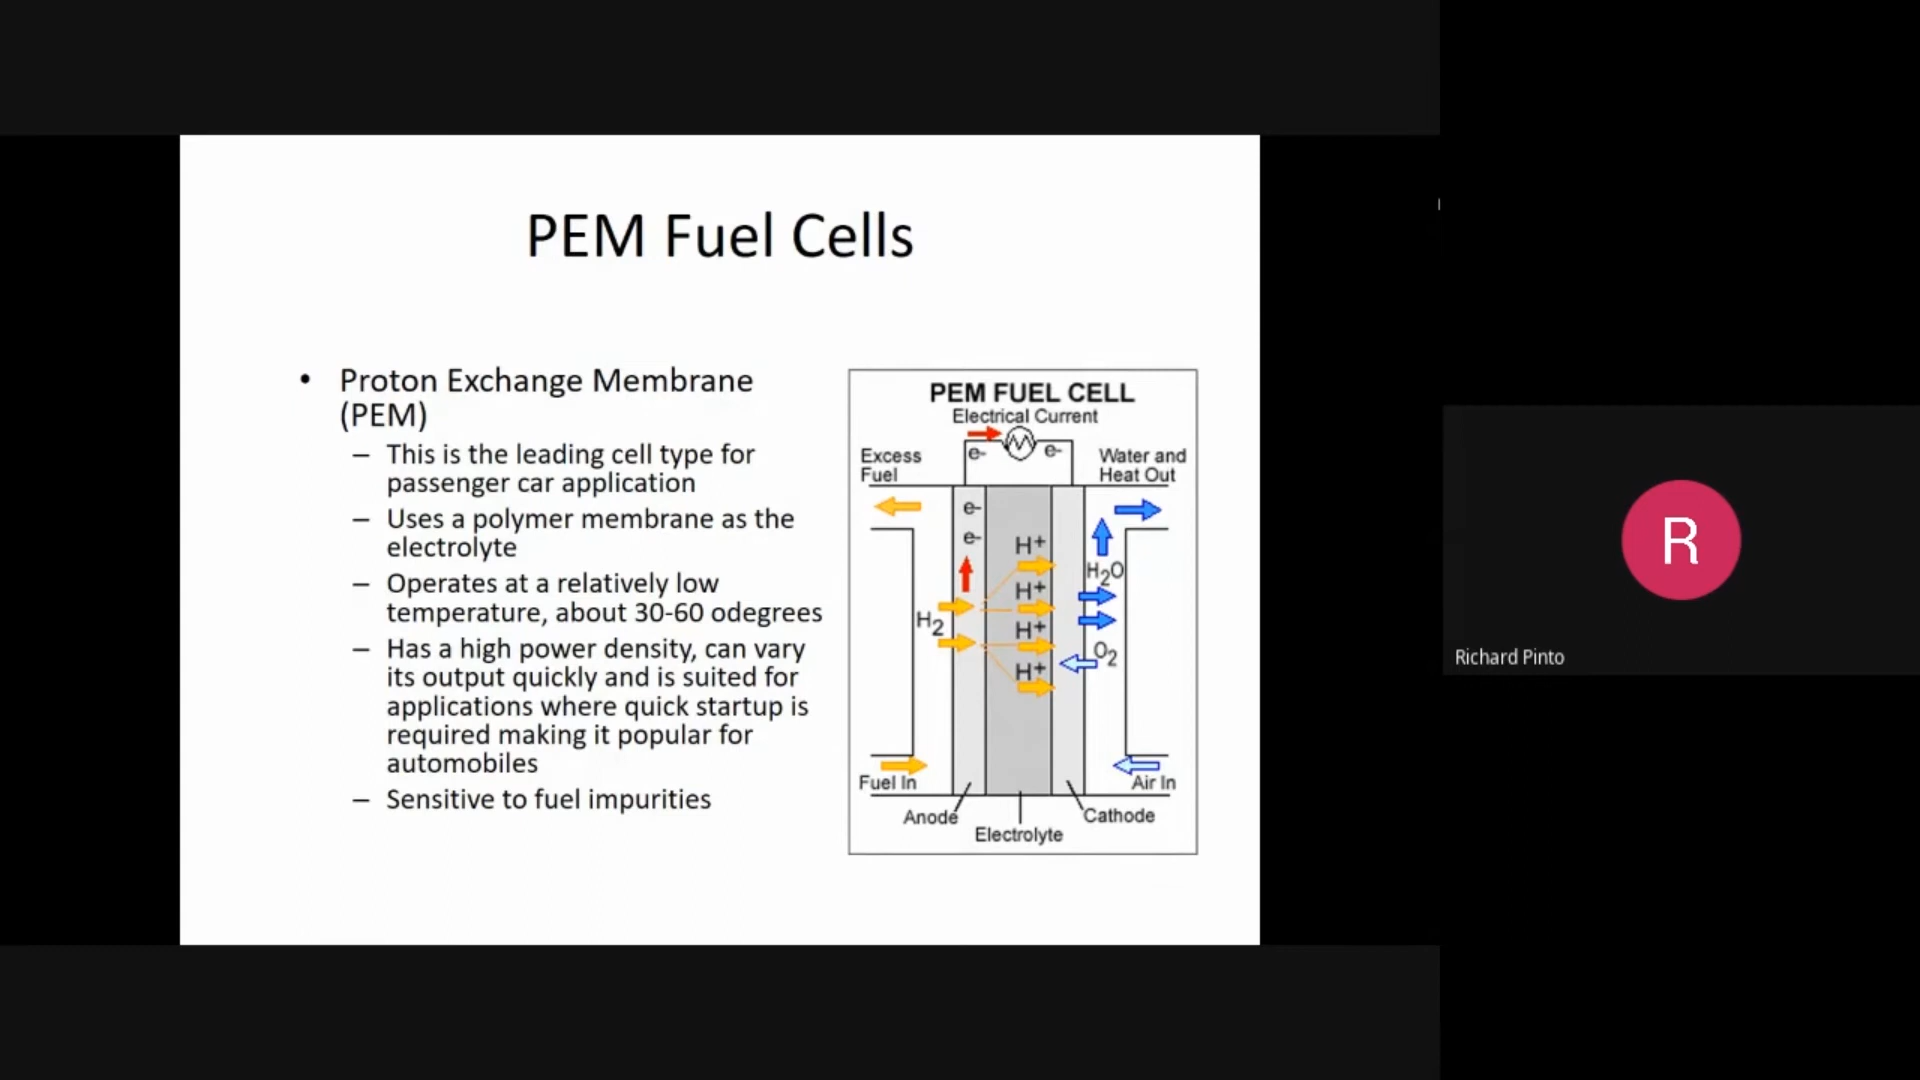 PEM Fuel Cells
• Proton Exchange Membrane
(PEM)
– This is the leading cell type for
passenger car application
– Uses a polymer membrane as the
electrolyte
– Operates at a relatively low
temperature, about 30-60 odegrees
– Has a high power density, can vary
its output quickly and is suited for
applications where quick startup is
required making it popular for
automobiles
– Sensitive to fuel impurities
PEM FUEL CELL
Electrical Current
e- e-
Excess
Fuel
Water and
Heat Out
e-
e-
H+
H2O
H+
H2
H+
O2
H+
Fuel In
Air In
Anode
Cathode
Electrolyte
R
Richard Pinto